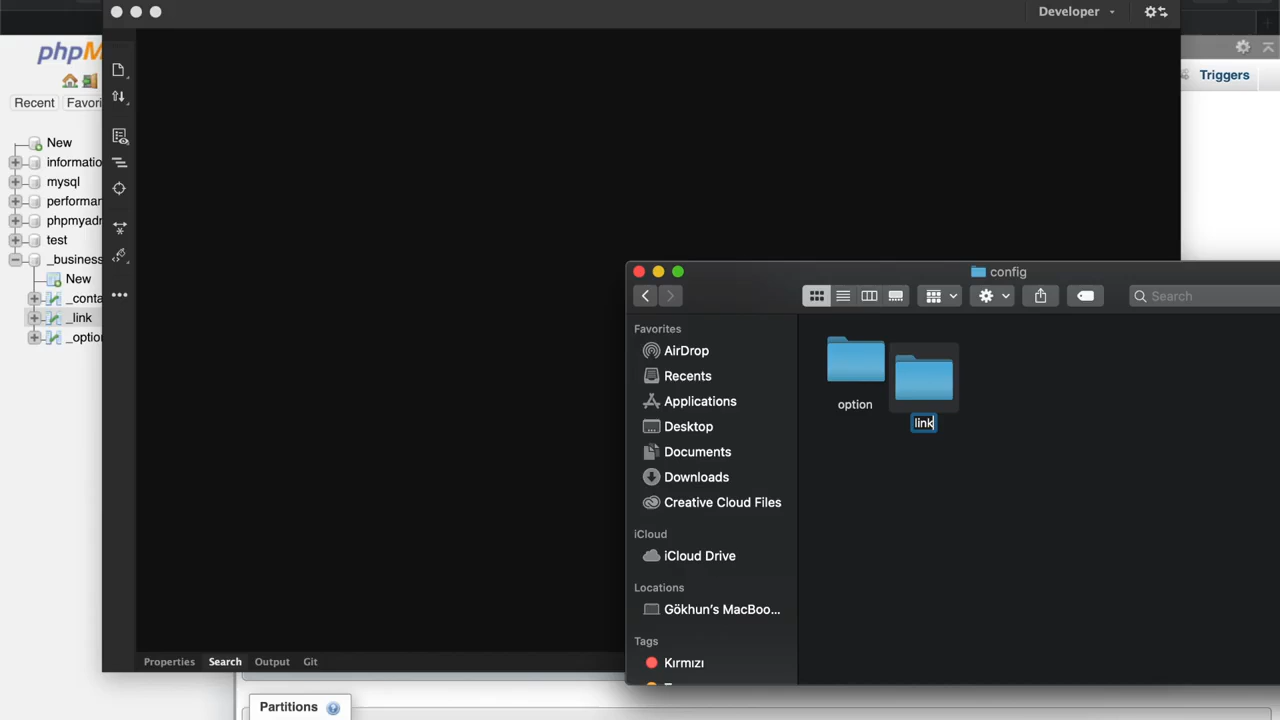 Developer
phpM
Triggers
Recent
Favori
New
informatio
mysql
performar
phpmyadr
test
_business
New
_conta
_link
_optio
config
Search
Favorites
AirDrop
Recents
Applications
Desktop
Documents
Downloads
Creative Cloud Files
iCloud
iCloud Drive
Locations
Gökhun's MacBoo...
Tags
Kırmızı
option
link
Properties
Search
Output
Git
Partitions